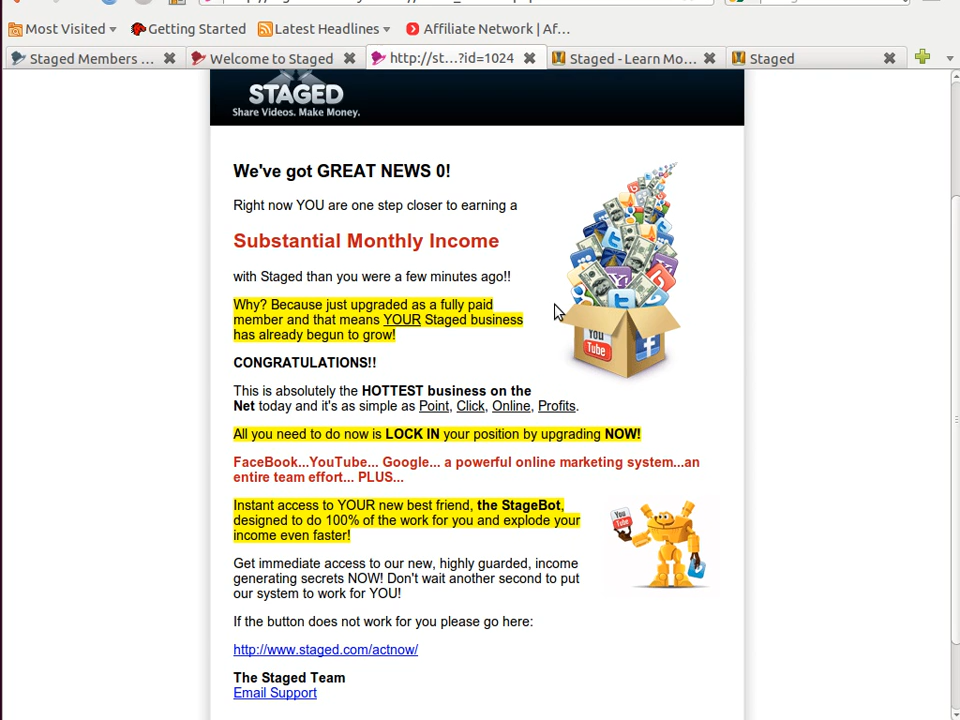 Most Visited
Getting Started
Latest Headlines
Affiliate Network | Af...
Staged Members ...
Welcome to Staged
http://st...?id=1024
Staged - Learn Mo...
Staged
STAGED
Share Videos. Make Money.
We've got GREAT NEWS 0!
Right now YOU are one step closer to earning a
Substantial Monthly Income
with Staged than you were a few minutes ago!!
Why? Because just upgraded as a fully paid
member and that means YOUR Staged business
has already begun to grow!
You Tube
CONGRATULATIONS!!
This is absolutely the HOTTEST business on the
Net today and it's as simple as Point, Click, Online, Profits.
All you need to do now is LOCK IN your position by upgrading NOW!
FaceBook...YouTube... Google... a powerful online marketing system...an
entire team effort... PLUS...
Instant access to YOUR new best friend, the StageBot,
designed to do 100% of the work for you and explode your
income even faster!
You Tube
Get immediate access to our new, highly guarded, income
generating secrets NOW! Don't wait another second to put
our system to work for YOU!
If the button does not work for you please go here:
http://www.staged.com/actnow/
The Staged Team
Email Support